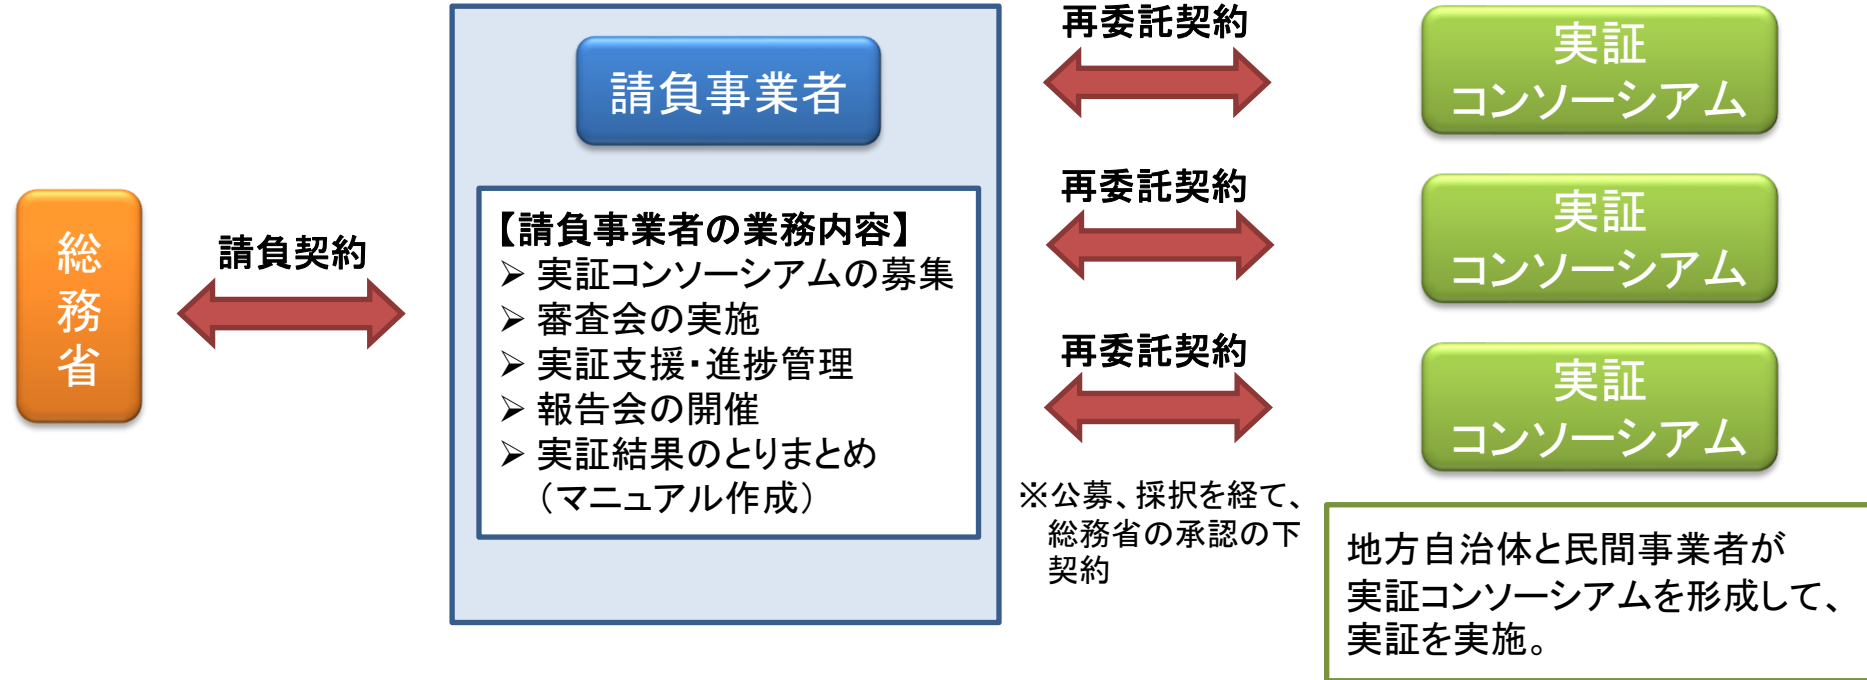 総
務
省
請負契約
請負事業者
【請負事業者の業務内容】
➢ 実証コンソーシアムの募集
➢ 審査会の実施
➢ 実証支援・進捗管理
➢ 報告会の開催
➢ 実証結果のとりまとめ
（マニュアル作成）
再委託契約
再委託契約
再委託契約
※公募、採択を経て、
総務省の承認の下
契約
実証
コンソーシアム
実証
コンソーシアム
実証
コンソーシアム
地方自治体と民間事業者が
実証コンソーシアムを形成して、
実証を実施。